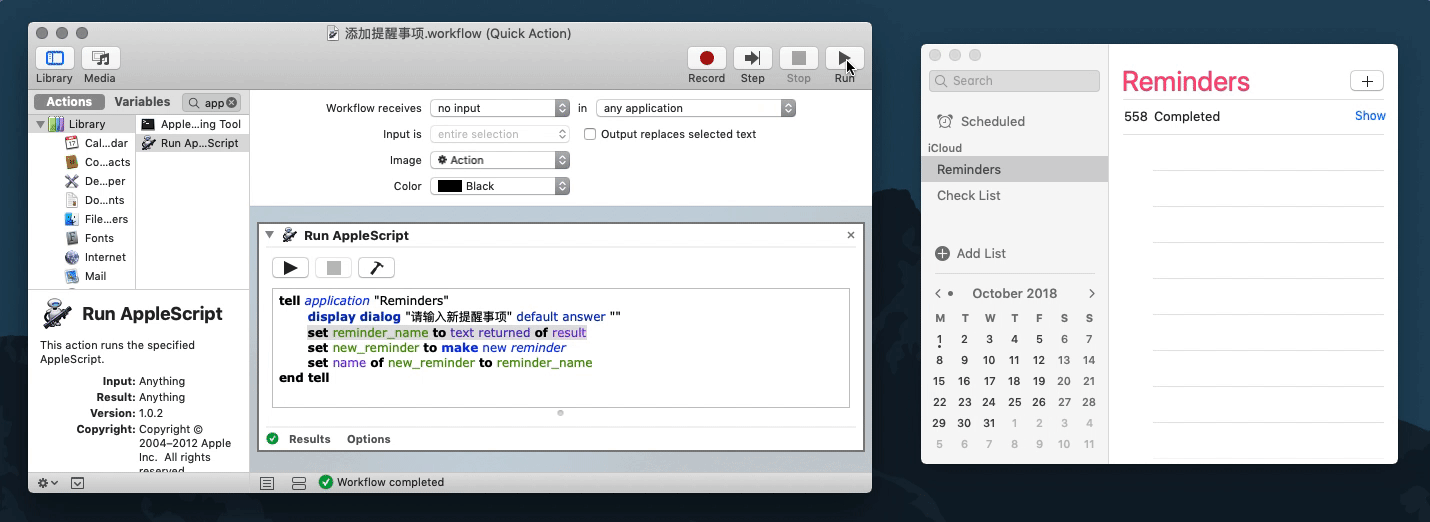 添加提醒事项.workflow (Quick Action)
Library Media
Record Step Stop Run
Actions Variables app
Library
Cal...dar
Co...acts
De...per
Do...nts
File...ers
Fonts
Internet
Mail
Apple...ing Tool
Run Ap...Script
Workflow receives no input in any application
Input is entire selection Output replaces selected text
Image Action
Color Black
Run AppleScript
tell application "Reminders"
display dialog "请输入新提醒事项" default answer ""
set reminder_name to text returned of result
set new_reminder to make new reminder
set name of new_reminder to reminder_name
end tell
Results Options
Run AppleScript
This action runs the specified
AppleScript.
Input: Anything
Result: Anything
Version: 1.0.2
Copyright: Copyright ©
2004–2012 Apple
Inc. All rights
reserved
Workflow completed
Search
Scheduled
iCloud
Reminders
Check List
Add List
October 2018
M T W T F S S
1 2 3 4 5 6 7
8 9 10 11 12 13 14
15 16 17 18 19 20 21
22 23 24 25 26 27 28
29 30 31 1 2 3 4
5 6 7 8 9 10 11
Reminders
558 Completed Show